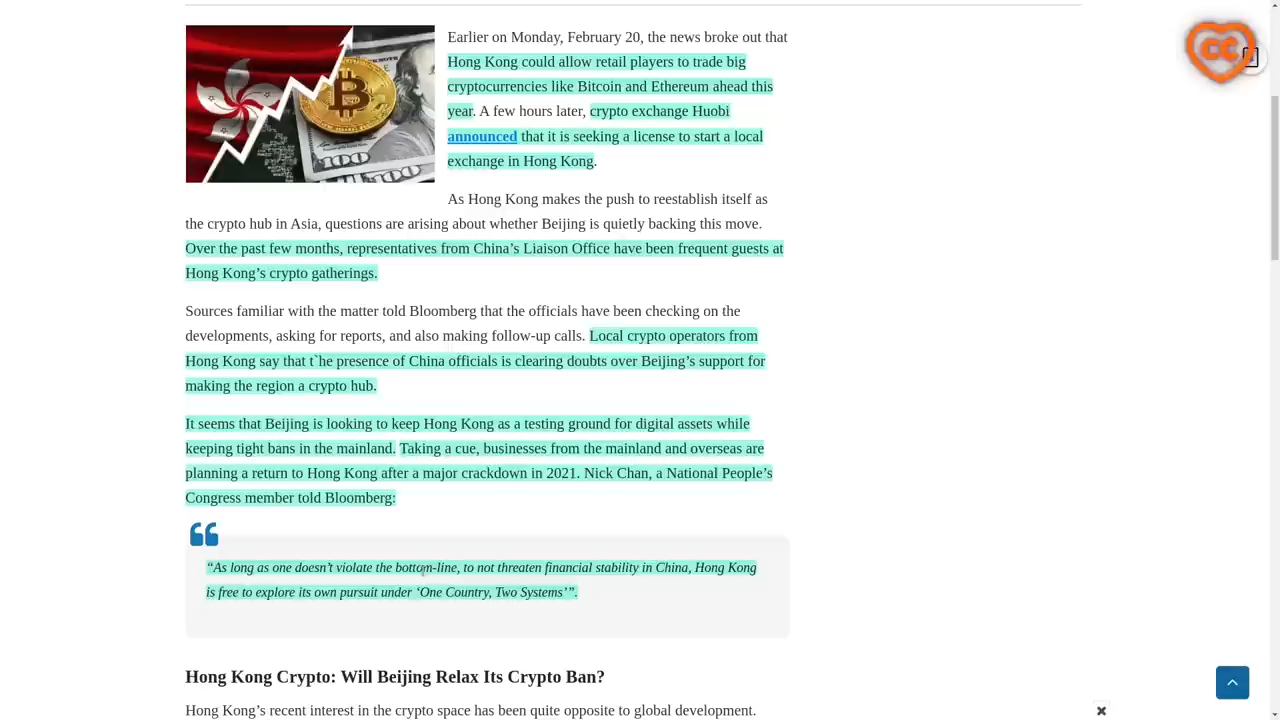 Earlier on Monday, February 20, the news broke out that
Hong Kong could allow retail players to trade big
cryptocurrencies like Bitcoin and Ethereum ahead this
year. A few hours later, crypto exchange Huobi
announced that it is seeking a license to start a local
exchange in Hong Kong.
As Hong Kong makes the push to reestablish itself as
the crypto hub in Asia, questions are arising about whether Beijing is quietly backing this move.
Over the past few months, representatives from China’s Liaison Office have been frequent guests at
Hong Kong’s crypto gatherings.
Sources familiar with the matter told Bloomberg that the officials have been checking on the
developments, asking for reports, and also making follow-up calls. Local crypto operators from
Hong Kong say that t`he presence of China officials is clearing doubts over Beijing’s support for
making the region a crypto hub.
It seems that Beijing is looking to keep Hong Kong as a testing ground for digital assets while
keeping tight bans in the mainland. Taking a cue, businesses from the mainland and overseas are
planning a return to Hong Kong after a major crackdown in 2021. Nick Chan, a National People’s
Congress member told Bloomberg:
“As long as one doesn’t violate the bottom-line, to not threaten financial stability in China, Hong Kong
is free to explore its own pursuit under ‘One Country, Two Systems’”.
Hong Kong Crypto: Will Beijing Relax Its Crypto Ban?
Hong Kong’s recent interest in the crypto space has been quite opposite to global development.
100
100
CC